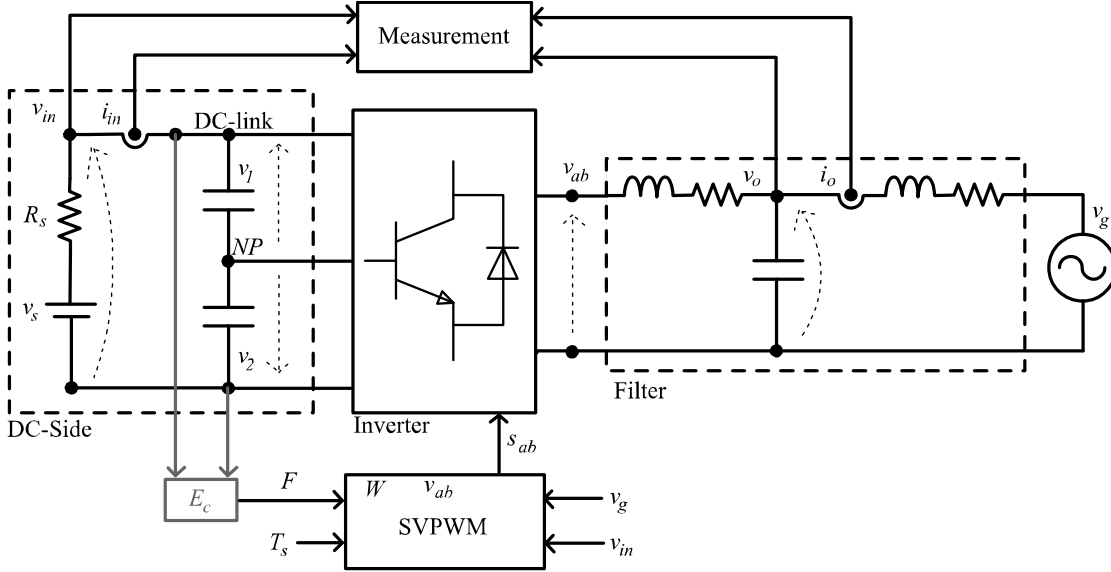 Measurement
v_in
i_in
DC-link
v_1
R_s
NP
v_s
v_2
DC-Side
Inverter
v_ab
v_o
i_o
v_g
Filter
s_ab
E_c
F
W
v_ab
SVPWM
T_s
v_g
v_in